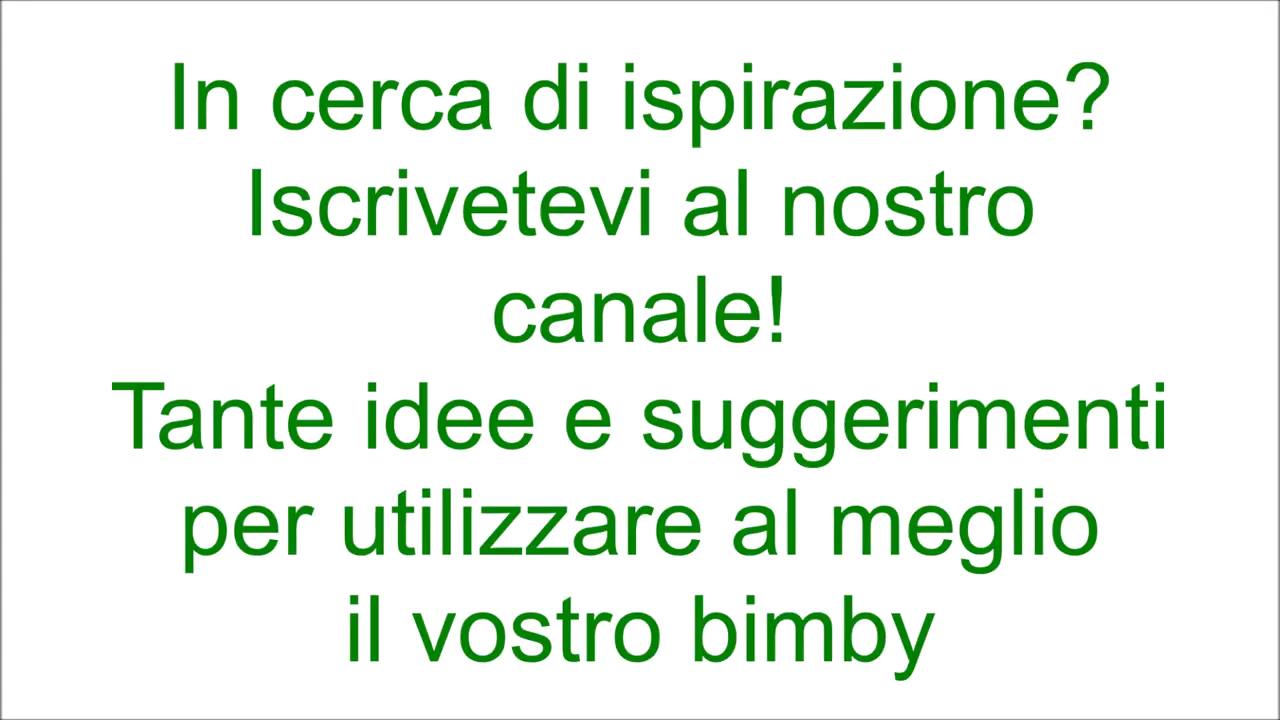 In cerca di ispirazione?
Iscrivetevi al nostro
canale!
Tante idee e suggerimenti
per utilizzare al meglio
il vostro bimby